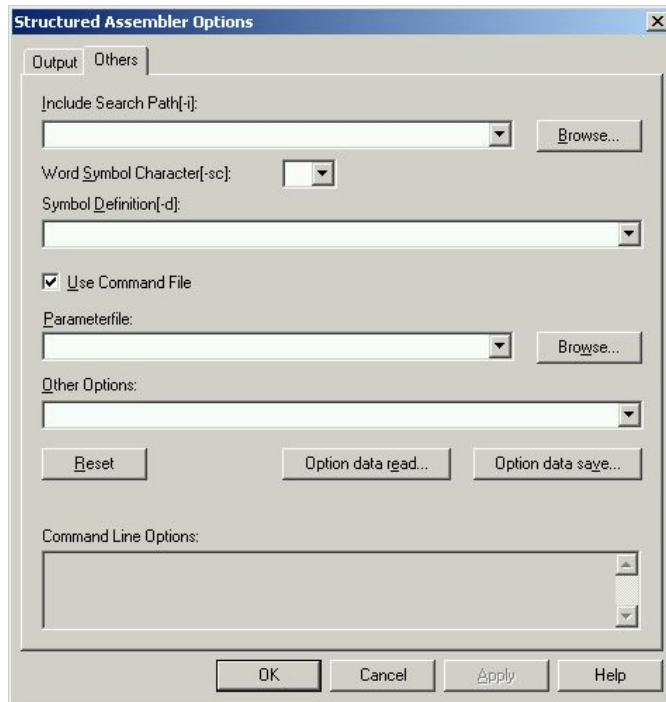 Structured Assembler Options
Output Others
Include Search Path[-i]:
Browse...
Word Symbol Character[-sc]:
Symbol Definition[-d]:
Use Command File
Parameterfile:
Browse...
Other Options:
Reset Option data read... Option data save...
Command Line Options:
OK Cancel Apply Help